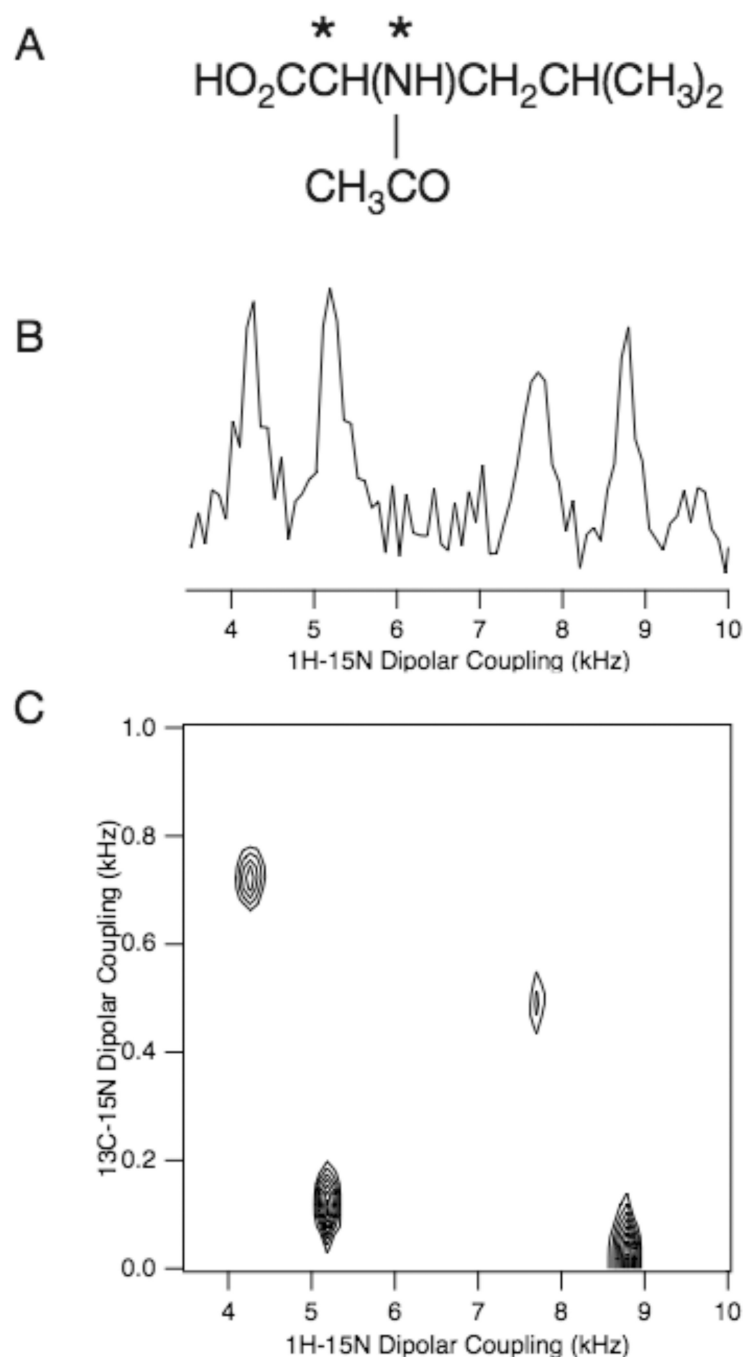 A
* *
HO₂CCH(NH)CH₂CH(CH₃)₂
CH₃CO
B
4 5 6 7 8 9 10
1H-15N Dipolar Coupling (kHz)
C
13C-15N Dipolar Coupling (kHz)
1.0
0.8
0.6
0.4
0.2
0.0
4 5 6 7 8 9 10
1H-15N Dipolar Coupling (kHz)